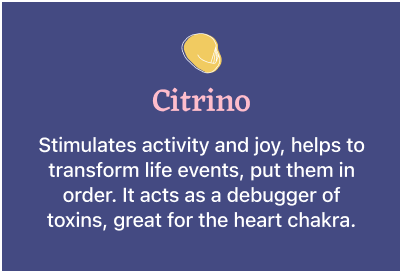 Citrino
Stimulates activity and joy, helps to
transform life events, put them in
order. It acts as a debugger of
toxins, great for the heart chakra.